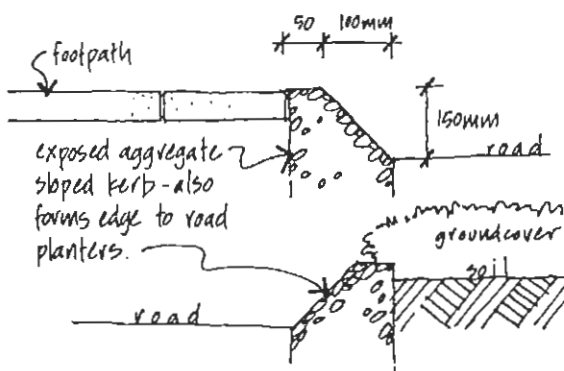 50 100mm
footpath
150mm
road
exposed aggregate
sloped kerb - also
forms edge to road
planters.
groundcover
soil
road